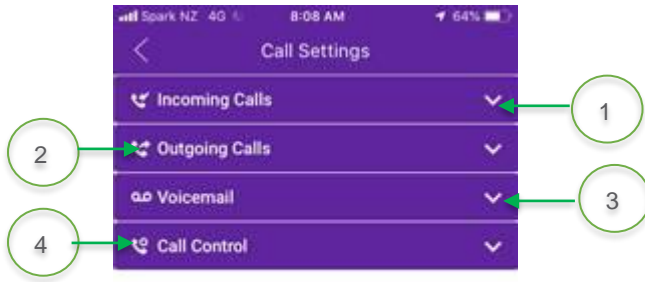 Spark NZ 4G 8:08 AM 64%
Call Settings
Incoming Calls
1
2
Outgoing Calls
Voicemail
3
4
Call Control